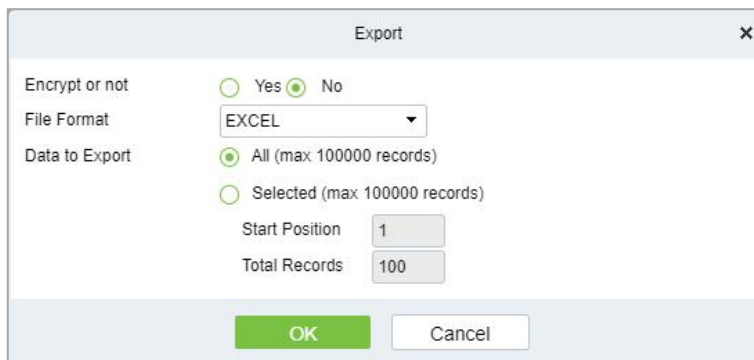 Export
Encrypt or not Yes No
File Format EXCEL
Data to Export All (max 100000 records)
Selected (max 100000 records)
Start Position 1
Total Records 100
OK Cancel